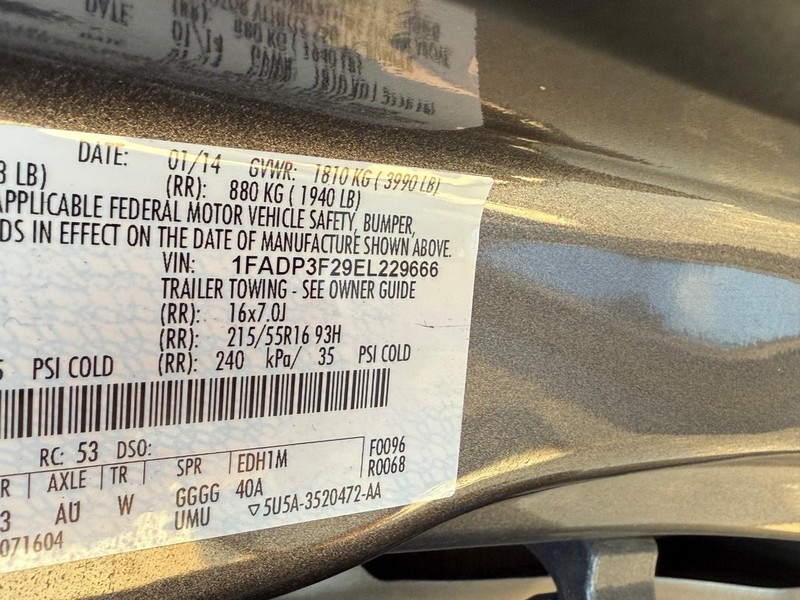 DATE: 01/14 GVWR: 1810 KG ( 3990 LB)
8 LB) (RR): 880 KG ( 1940 LB)
APPLICABLE FEDERAL MOTOR VEHICLE SAFETY, BUMPER,
DS IN EFFECT ON THE DATE OF MANUFACTURE SHOWN ABOVE.
VIN: 1FADP3F29EL229666
TRAILER TOWING - SEE OWNER GUIDE
(RR): 16x7.0J
(RR): 215/55R16 93H
5 PSI COLD (RR): 240 kPa/ 35 PSI COLD
RC: 53 DSO:
R AXLE TR SPR EDH1M F0096
R0068
3 AU W GGGG 40A
UMU ▽5U5A-3520472-AA
071604